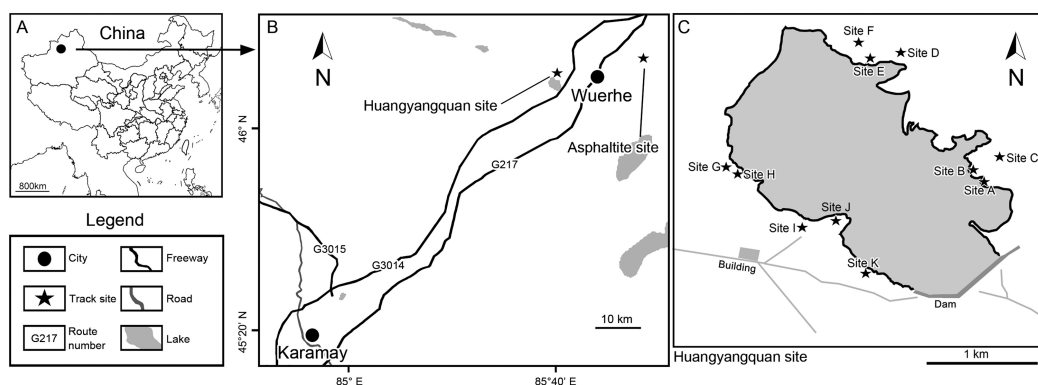 A
China
N
800km
Legend
City
Freeway
Track site
Road
G217
Route
number
Lake
B
N
Huangyangquan site
Wuerhe
Asphaltite site
G217
G3015
G3014
Karamay
10 km
46° N
45°20′ N
85° E
85°40′ E
C
N
Site F
Site D
Site E
Site C
Site B
Site A
Site G
Site H
Site J
Site I
Site K
Building
Dam
Huangyangquan site
1 km